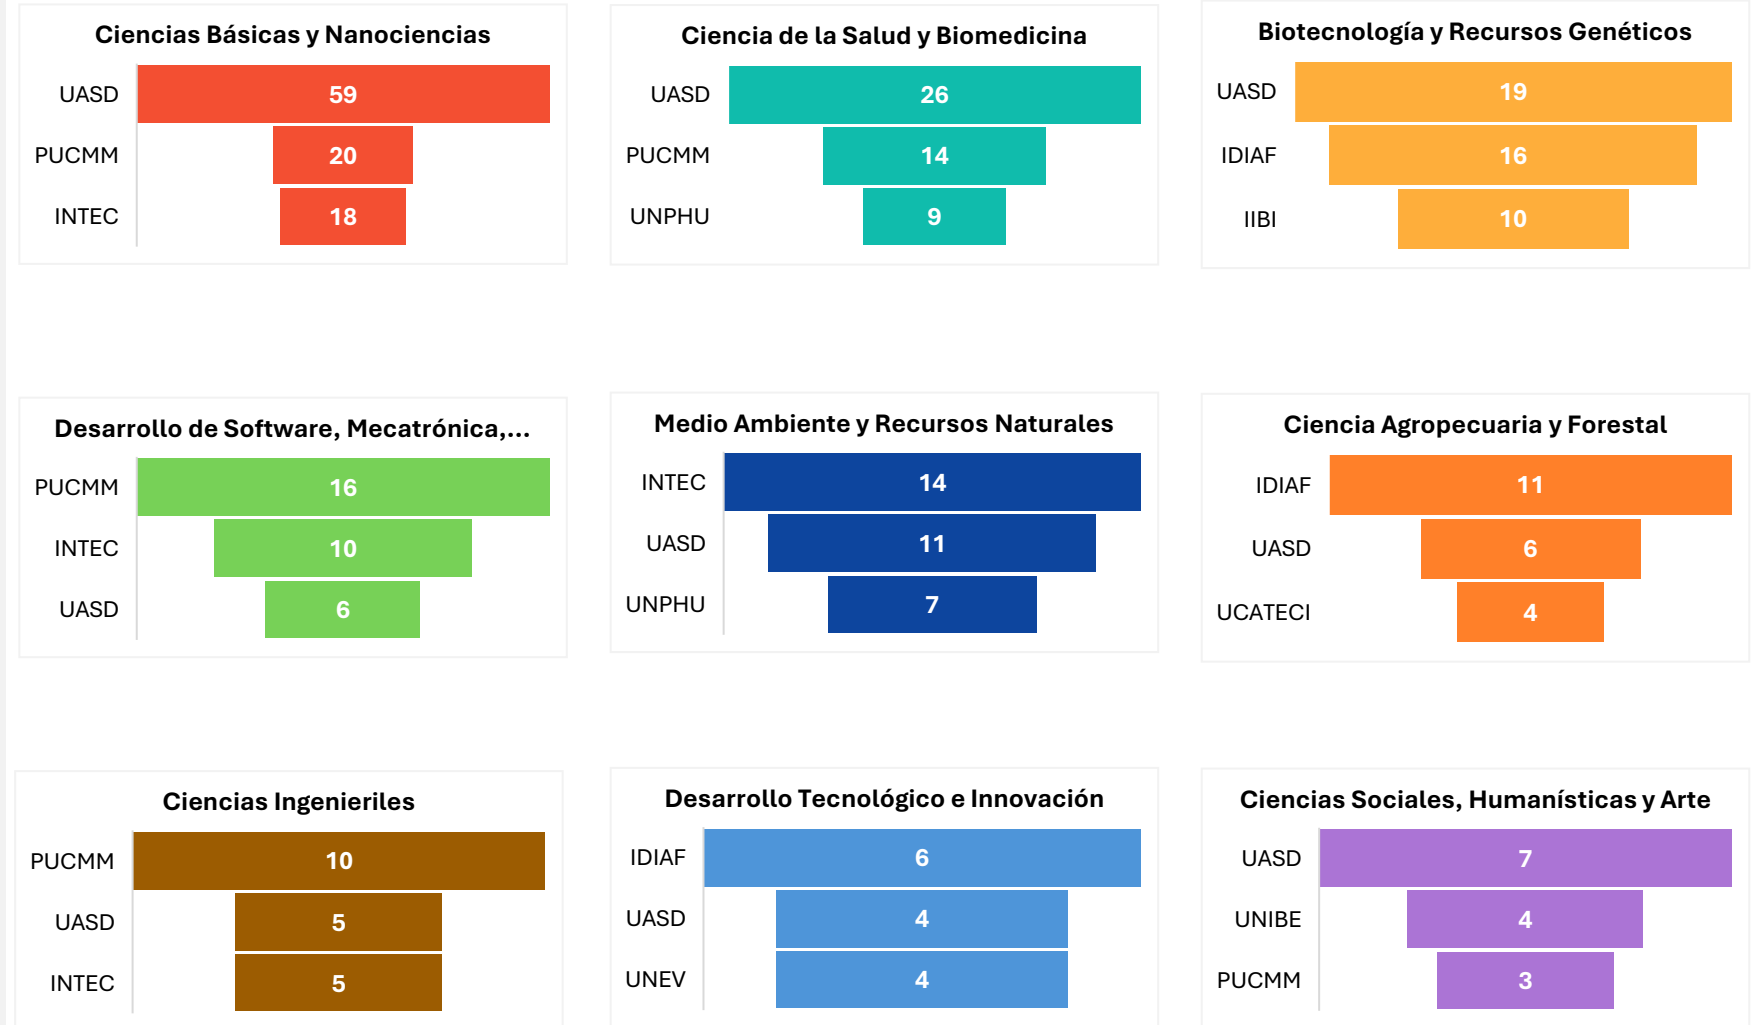 Ciencias Básicas y Nanociencias
UASD 59
PUCMM 20
INTEC 18
Ciencia de la Salud y Biomedicina
UASD 26
PUCMM 14
UNPHU 9
Biotecnología y Recursos Genéticos
UASD 19
IDIAF 16
IIBI 10
Desarrollo de Software, Mecatrónica,...
PUCMM 16
INTEC 10
UASD 6
Medio Ambiente y Recursos Naturales
INTEC 14
UASD 11
UNPHU 7
Ciencia Agropecuaria y Forestal
IDIAF 11
UASD 6
UCATECI 4
Ciencias Ingenieriles
PUCMM 10
UASD 5
INTEC 5
Desarrollo Tecnológico e Innovación
IDIAF 6
UASD 4
UNEV 4
Ciencias Sociales, Humanísticas y Arte
UASD 7
UNIBE 4
PUCMM 3